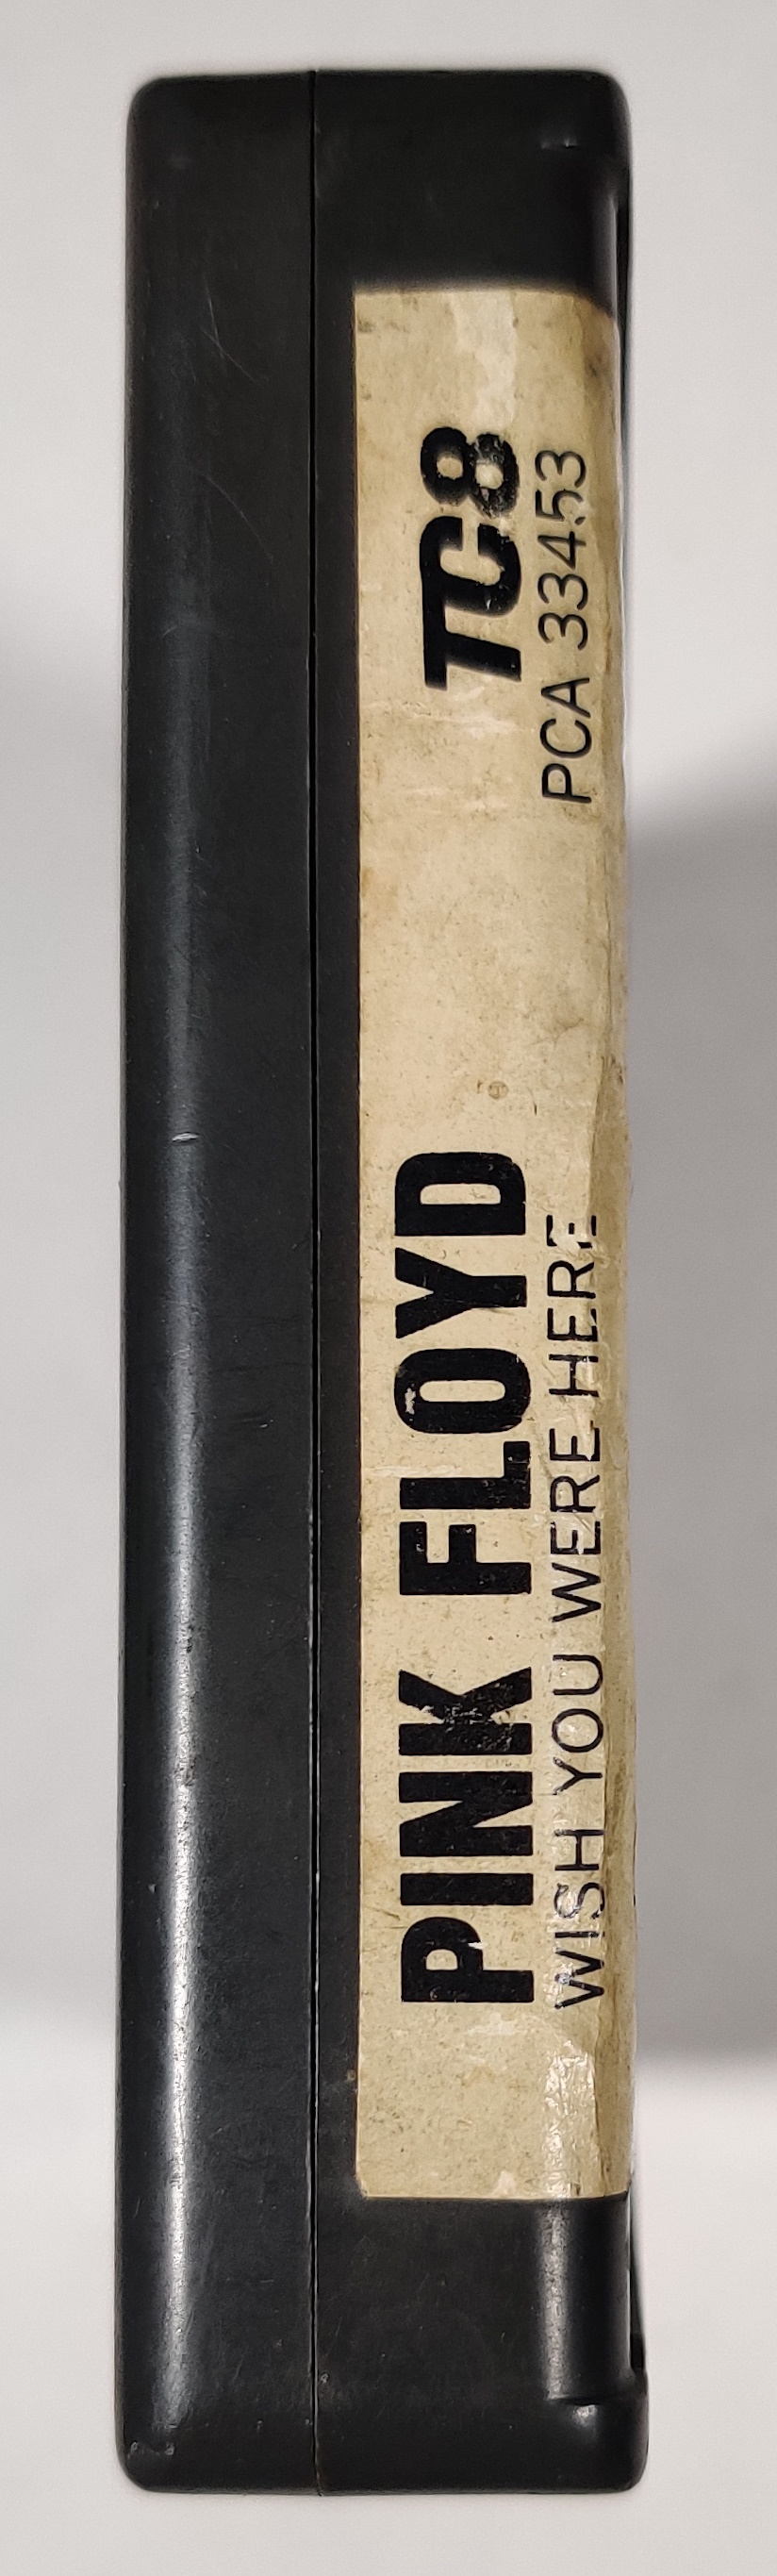 PINK FLOYD
WISH YOU WERE HERE
TC8
PCA 33453